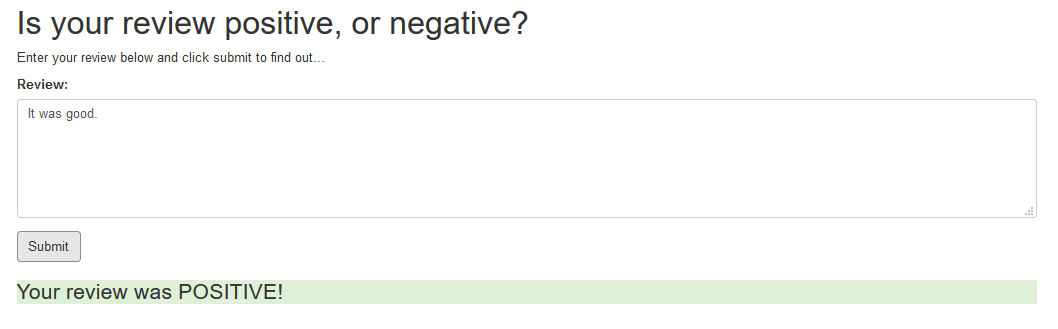 Is your review positive, or negative?
Enter your review below and click submit to find out...
Review:
It was good.
Submit
Your review was POSITIVE!